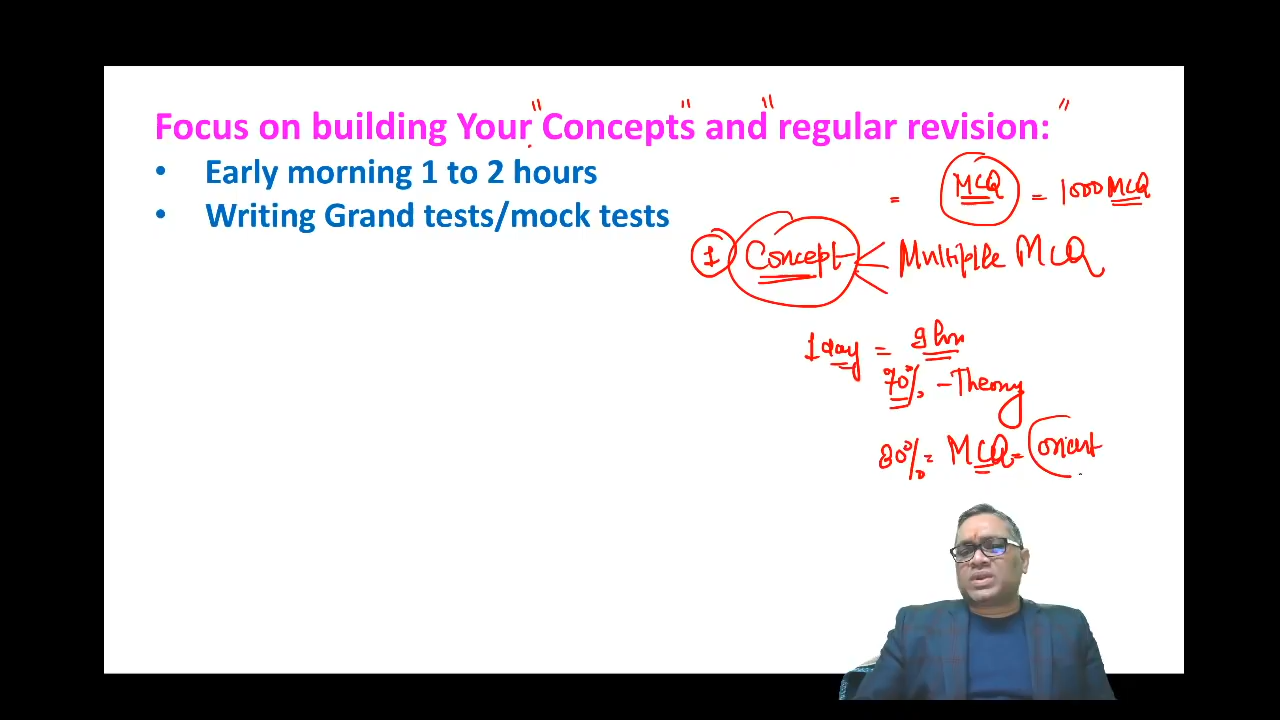 Focus on building Your "Concepts" and "regular revision: "
• Early morning 1 to 2 hours
• Writing Grand tests/mock tests
= MCQ = 1000 MCQ
1 Concept Multiple MCQ
1 day = 9 hrs
70% - Theory
80% = MCQ =